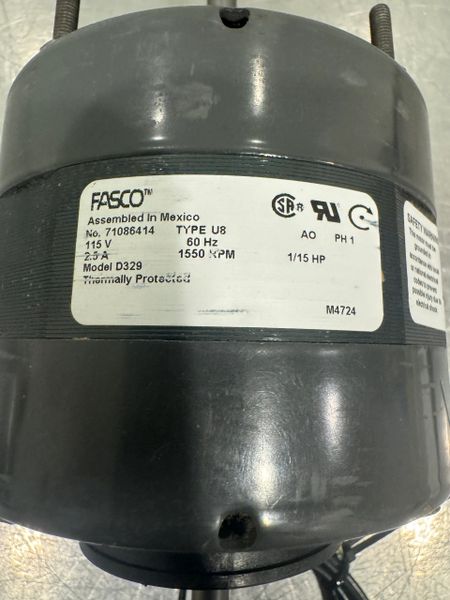 FASCO™
Assembled In Mexico
No. 71086414 TYPE U8 AO PH 1
115 V 60 Hz
2.5 A 1550 RPM 1/15 HP
Model D329
Thermally Protected
M4724
SAFETY WARNING